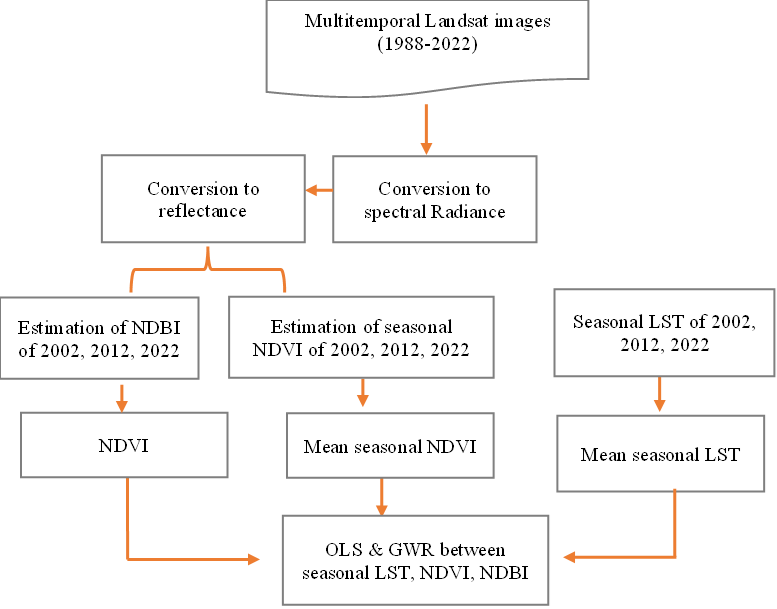 Multitemporal Landsat images
(1988-2022)
Conversion to
reflectance
Conversion to
spectral Radiance
Estimation of NDBI
of 2002, 2012, 2022
Estimation of seasonal
NDVI of 2002, 2012, 2022
Seasonal LST of 2002,
2012, 2022
NDVI
Mean seasonal NDVI
Mean seasonal LST
OLS & GWR between
seasonal LST, NDVI, NDBI